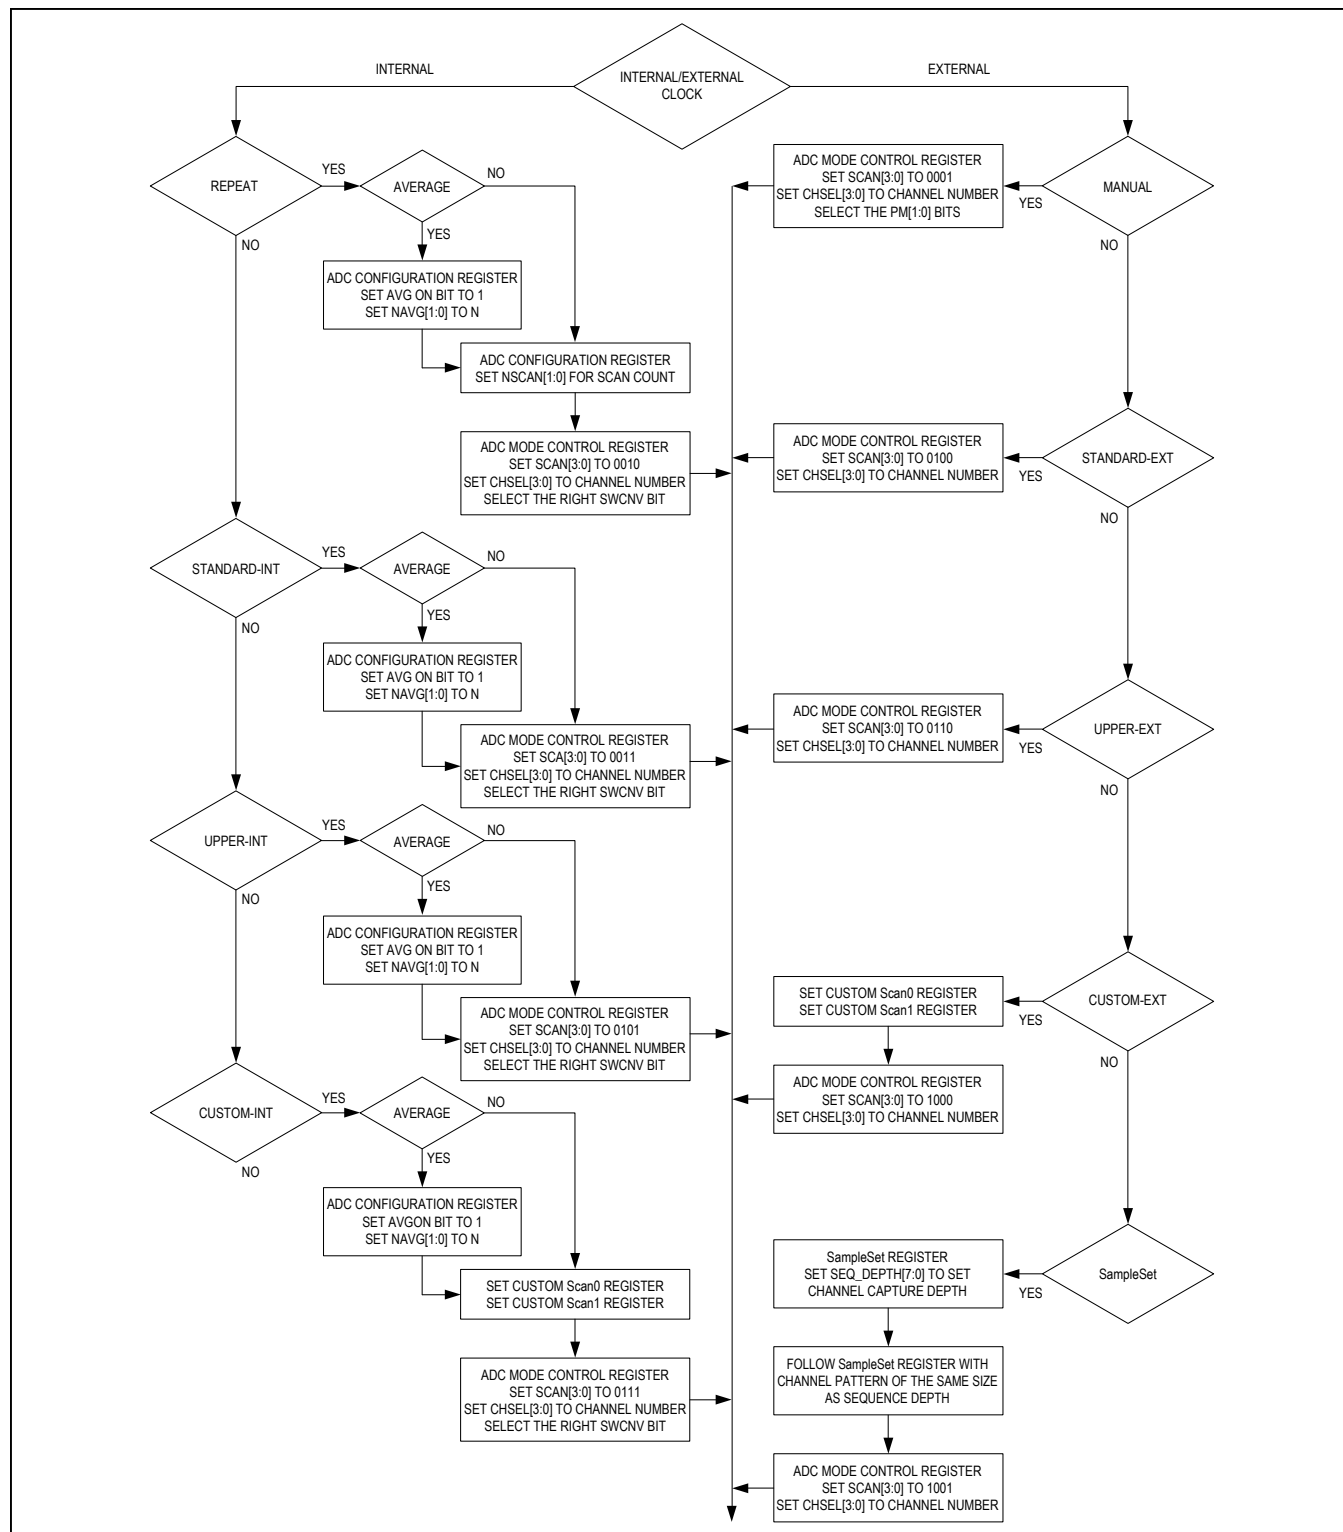 INTERNAL
INTERNAL/EXTERNAL
CLOCK
EXTERNAL
REPEAT
YES
AVERAGE
NO
YES
NO
ADC CONFIGURATION REGISTER
SET AVG ON BIT TO 1
SET NAVG[1:0] TO N
ADC CONFIGURATION REGISTER
SET NSCAN[1:0] FOR SCAN COUNT
ADC MODE CONTROL REGISTER
SET SCAN[3:0] TO 0010
SET CHSEL[3:0] TO CHANNEL NUMBER
SELECT THE RIGHT SWCNV BIT
STANDARD-INT
YES
AVERAGE
NO
YES
NO
ADC CONFIGURATION REGISTER
SET AVG ON BIT TO 1
SET NAVG[1:0] TO N
ADC MODE CONTROL REGISTER
SET SCA[3:0] TO 0011
SET CHSEL[3:0] TO CHANNEL NUMBER
SELECT THE RIGHT SWCNV BIT
UPPER-INT
YES
AVERAGE
NO
YES
NO
ADC CONFIGURATION REGISTER
SET AVG ON BIT TO 1
SET NAVG[1:0] TO N
ADC MODE CONTROL REGISTER
SET SCAN[3:0] TO 0101
SET CHSEL[3:0] TO CHANNEL NUMBER
SELECT THE RIGHT SWCNV BIT
CUSTOM-INT
YES
AVERAGE
NO
YES
NO
ADC CONFIGURATION REGISTER
SET AVGON BIT TO 1
SET NAVG[1:0] TO N
SET CUSTOM Scan0 REGISTER
SET CUSTOM Scan1 REGISTER
ADC MODE CONTROL REGISTER
SET SCAN[3:0] TO 0111
SET CHSEL[3:0] TO CHANNEL NUMBER
SELECT THE RIGHT SWCNV BIT
ADC MODE CONTROL REGISTER
SET SCAN[3:0] TO 0001
SET CHSEL[3:0] TO CHANNEL NUMBER
SELECT THE PM[1:0] BITS
YES
MANUAL
NO
ADC MODE CONTROL REGISTER
SET SCAN[3:0] TO 0100
SET CHSEL[3:0] TO CHANNEL NUMBER
YES
STANDARD-EXT
NO
ADC MODE CONTROL REGISTER
SET SCAN[3:0] TO 0110
SET CHSEL[3:0] TO CHANNEL NUMBER
YES
UPPER-EXT
NO
SET CUSTOM Scan0 REGISTER
SET CUSTOM Scan1 REGISTER
YES
CUSTOM-EXT
NO
ADC MODE CONTROL REGISTER
SET SCAN[3:0] TO 1000
SET CHSEL[3:0] TO CHANNEL NUMBER
SampleSet REGISTER
SET SEQ_DEPTH[7:0] TO SET
CHANNEL CAPTURE DEPTH
YES
SampleSet
FOLLOW SampleSet REGISTER WITH
CHANNEL PATTERN OF THE SAME SIZE
AS SEQUENCE DEPTH
ADC MODE CONTROL REGISTER
SET SCAN[3:0] TO 1001
SET CHSEL[3:0] TO CHANNEL NUMBER